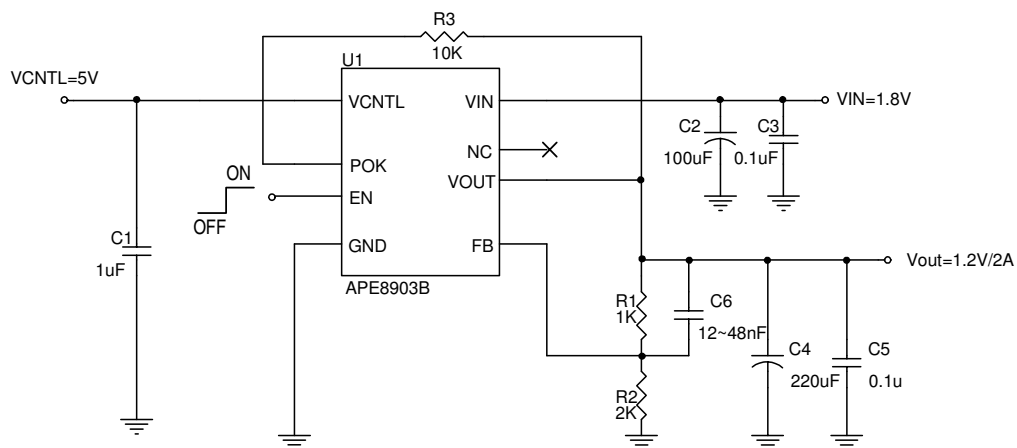 R3
10K
U1
VCNTL=5V
VCNTL
VIN
VIN=1.8V
C2
100uF
C3
0.1uF
NC
POK
ON
OFF
EN
VOUT
C1
1uF
GND
FB
APE8903B
Vout=1.2V/2A
R1
1K
C6
12~48nF
C4
220uF
C5
0.1u
R2
2K